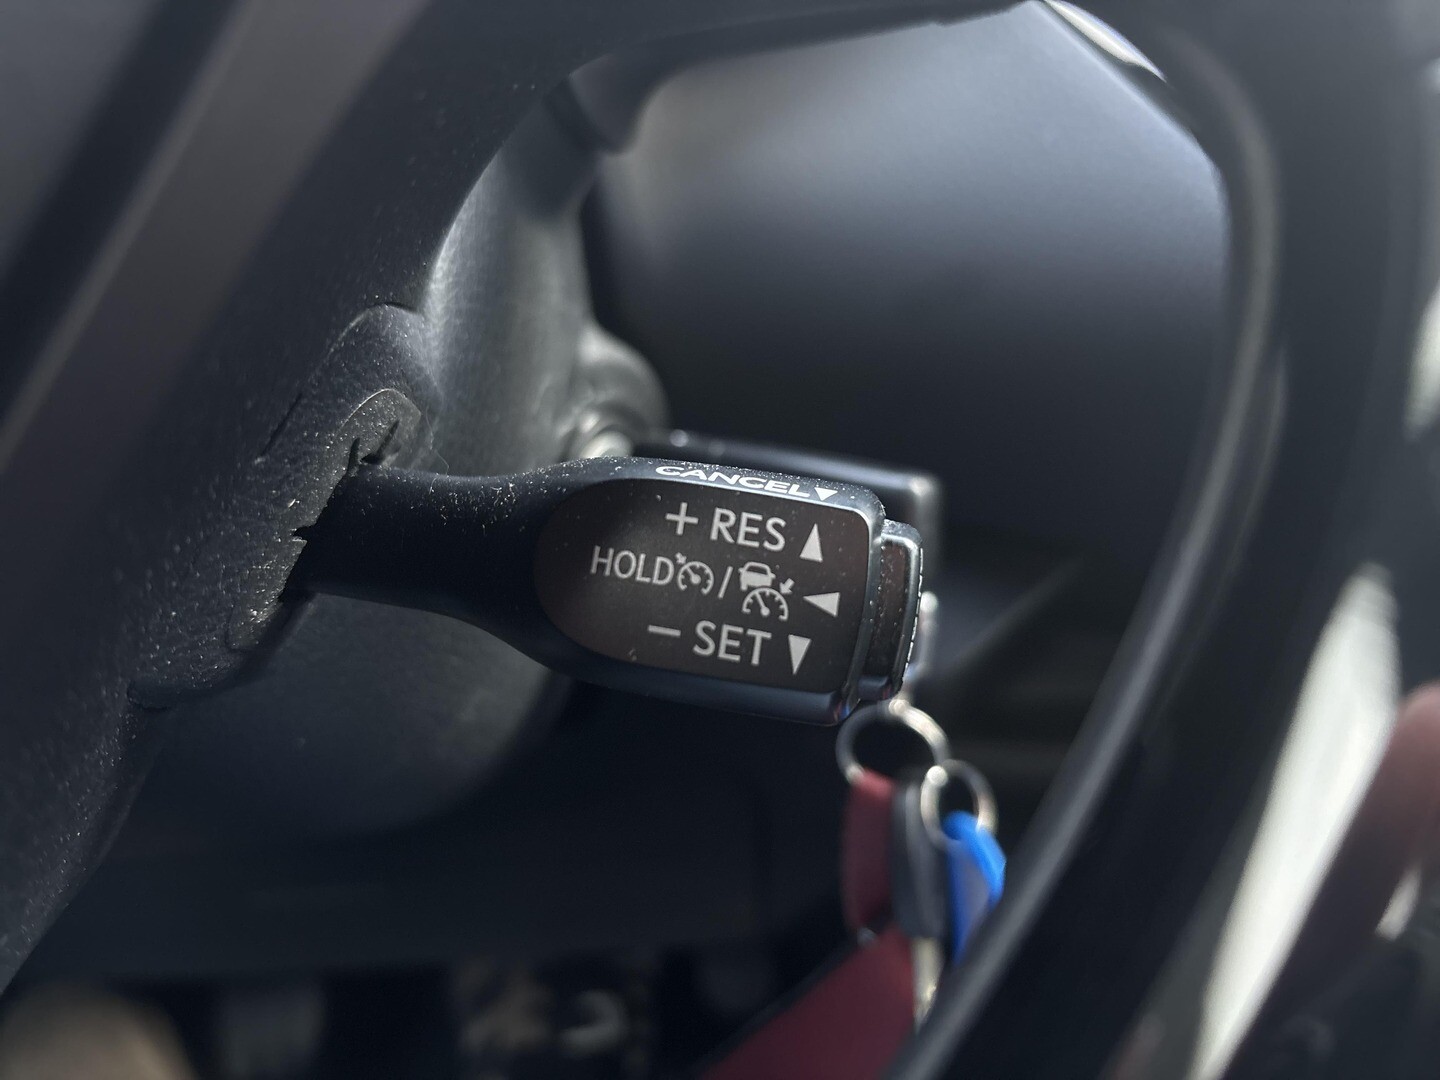 CANCEL▼
+ RES ▲
HOLD / ◀
− SET ▼